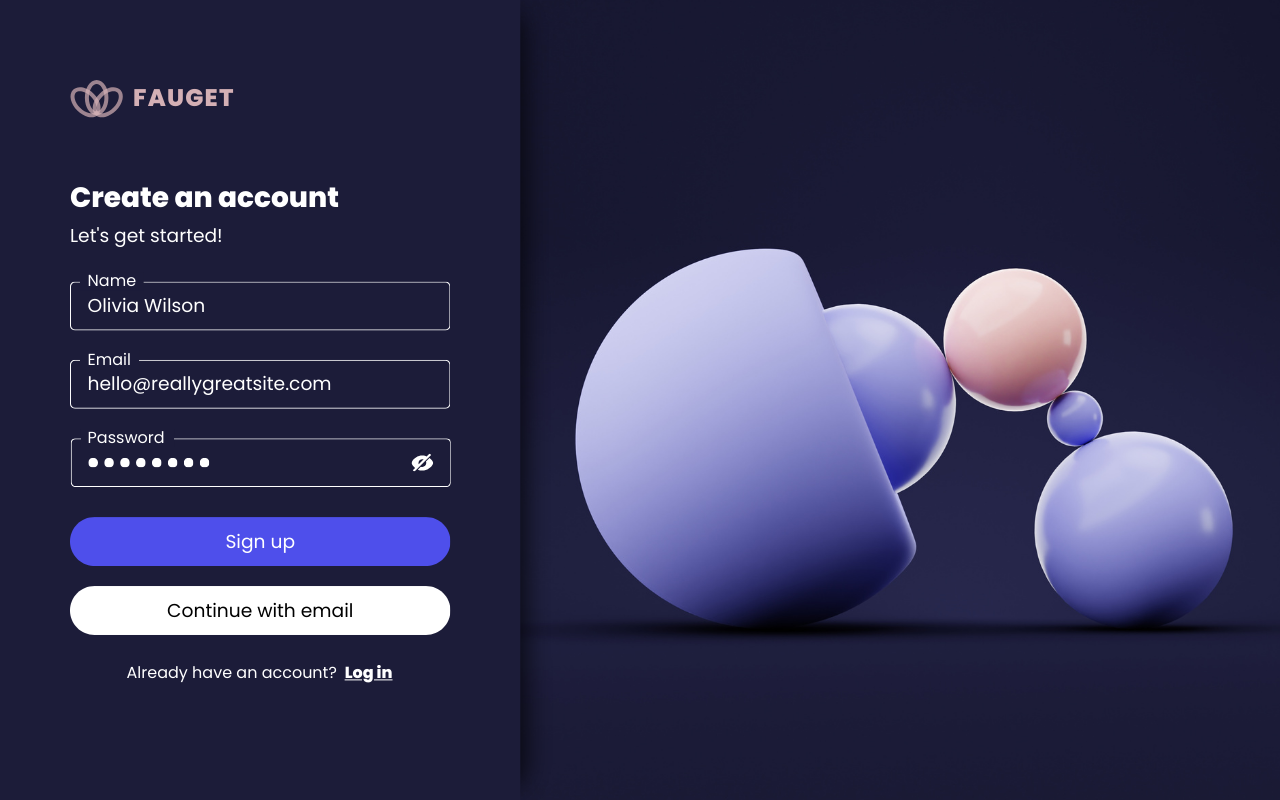 FAUGET
Create an account
Let's get started!
Name
Olivia Wilson
Email
hello@reallygreatsite.com
Password
Sign up
Continue with email
Already have an account? Log in